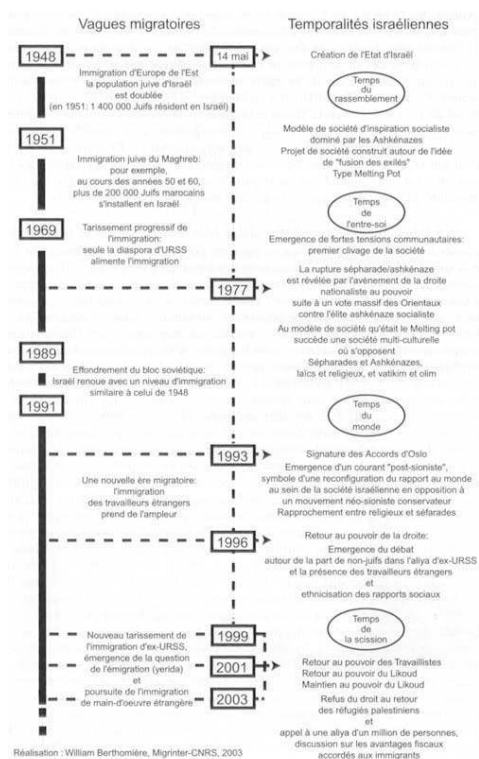 Vagues migratoires
Temporalités israéliennes
1948
14 mai
Création de l'Etat d'Israël
Immigration d'Europe de l'Est
la population juive d'Israël
est doublée
(en 1951: 1 400 000 Juifs résident en Israël)
Temps
du
rassemblement
1951
Modèle de société d'inspiration socialiste
dominé par les Ashkénazes
Projet de société construit autour de l'idée
de "fusion des exilés"
Type Melting Pot
Immigration juive du Maghreb:
pour exemple,
au cours des années 50 et 60,
plus de 200 000 Juifs marocains
s'installent en Israël
Temps
de
l'entre-soi
1969
Tarissement progressif de
l'immigration:
seule la diaspora d'URSS
alimente l'immigration
Emergence de fortes tensions communautaires:
premier clivage de la société
1977
La rupture sépharade/ashkénaze
est révélée par l'avènement de la droite
nationaliste au pouvoir
suite à un vote massif des Orientaux
contre l'élite ashkénaze socialiste
Au modèle de société qu'était le Melting pot
succède une société multi-culturelle
où s'opposent
Sépharades et Ashkénazes,
laïcs et religieux, et vatikim et olim
1989
Effondrement du bloc soviétique:
Israël renoue avec un niveau d'immigration
similaire à celui de 1948
1991
Temps
du
monde
1993
Signature des Accords d'Oslo
Emergence d'un courant "post-sioniste",
symbole d'une reconfiguration du rapport au monde
au sein de la société israélienne en opposition à
un mouvement néo-sioniste conservateur
Rapprochement entre religieux et séfarades
Une nouvelle ère migratoire:
l'immigration
des travailleurs étrangers
prend de l'ampleur
1996
Retour au pouvoir de la droite:
Emergence du débat
autour de la part de non-juifs dans l'aliya d'ex-URSS
et la présence des travailleurs étrangers
et
ethnicisation des rapports sociaux
Temps
de
la scission
1999
2001
2003
Nouveau tarissement de
l'immigration d'ex-URSS,
émergence de la question
de l'émigration (yerida)
et
poursuite de l'immigration
de main-d'oeuvre étrangère
Retour au pouvoir des Travaillistes
Retour au pouvoir du Likoud
Maintien au pouvoir du Likoud
Refus du droit au retour
des réfugiés palestiniens
et
appel à une aliya d'un million de personnes,
discussion sur les avantages fiscaux
accordés aux immigrants
Réalisation : William Berthomière, Migrinter-CNRS, 2003